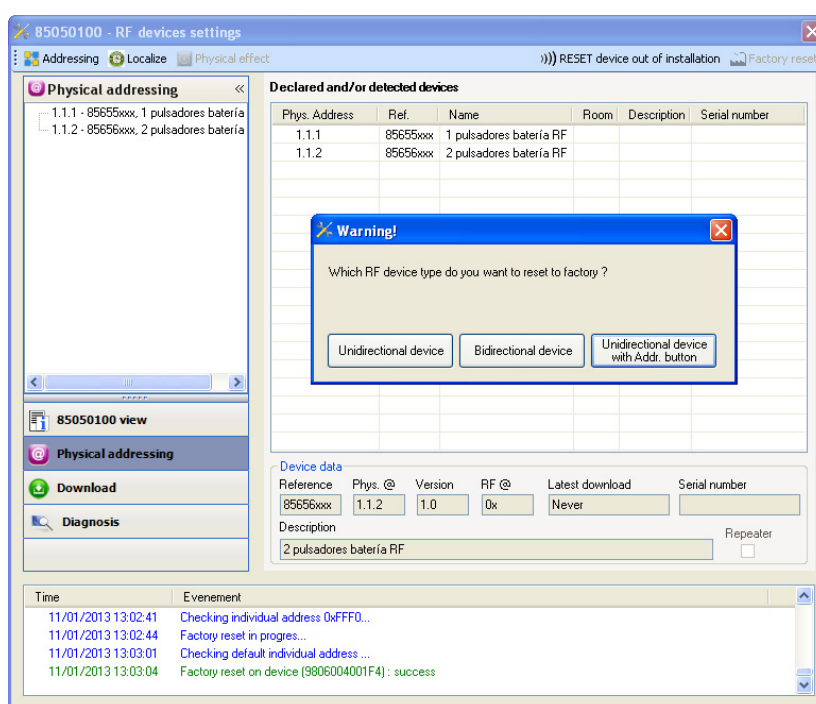 85050100 - RF devices settings
Addressing Localize Physical effect RESET device out of installation Factory reset
Physical addressing «
1.1.1 - 85655xxx, 1 pulsadores batería
1.1.2 - 85656xxx, 2 pulsadores batería
Declared and/or detected devices
Phys. Address Ref. Name Room Description Serial number
1.1.1 85655xxx 1 pulsadores batería RF
1.1.2 85656xxx 2 pulsadores batería RF
Warning!
Which RF device type do you want to reset to factory ?
Unidirectional device Bidirectional device Unidirectional device
with Addr. button
85050100 view
Physical addressing
Download
Diagnosis
Device data
Reference Phys. @ Version RF @ Latest download Serial number
85656xxx 1.1.2 1.0 0x Never
Description
Repeater
2 pulsadores batería RF
Time Evenement
11/01/2013 13:02:41 Checking individual address 0xFFF0...
11/01/2013 13:02:44 Factory reset in progres...
11/01/2013 13:03:01 Checking default individual address ...
11/01/2013 13:03:04 Factory reset on device (9806004001F4) : success